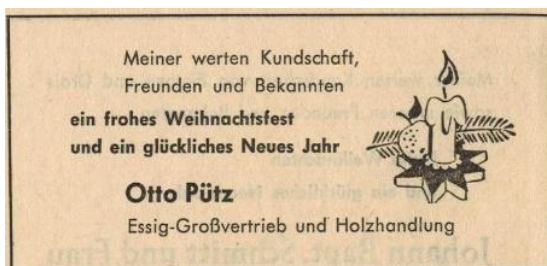 Meiner werten Kundschaft,
Freunden und Bekannten
ein frohes Weihnachtsfest
und ein glückliches Neues Jahr
Otto Pütz
Essig-Großvertrieb und Holzhandlung